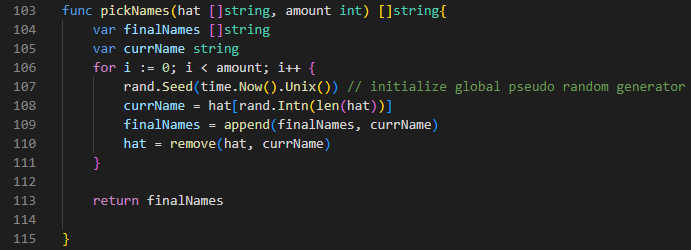 103 func pickNames(hat []string, amount int) []string{
104     var finalNames []string
105     var currName string
106     for i := 0; i < amount; i++ {
107         rand.Seed(time.Now().Unix()) // initialize global pseudo random generator
108         currName = hat[rand.Intn(len(hat))]
109         finalNames = append(finalNames, currName)
110         hat = remove(hat, currName)
111     }
112
113     return finalNames
114
115 }